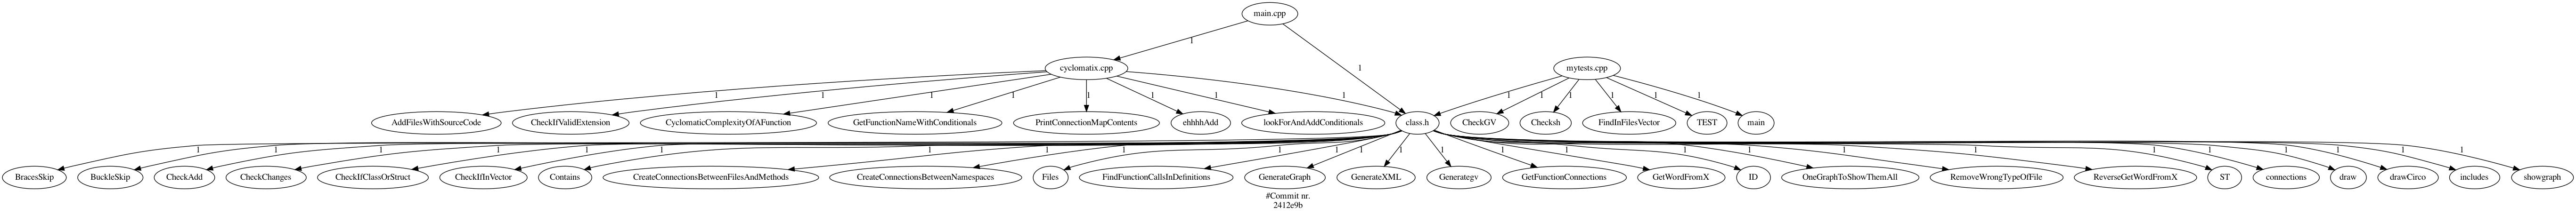 main.cpp
1
cyclomatix.cpp
1
mytests.cpp
1 1 1 1 1 1 1 1 1 1 1 1 1 1
AddFilesWithSourceCode
CheckIfValidExtension
CyclomaticComplexityOfAFunction
GetFunctionNameWithConditionals
PrintConnectionMapContents
ehhhhAdd
lookForAndAddConditionals
class.h
CheckGV
Checksh
FindInFilesVector
TEST
main
1 1 1 1 1 1 1 1 1 1 1 1 1 1 1 1 1 1 1 1 1 1 1 1 1 1
BracesSkip
BuckleSkip
CheckAdd
CheckChanges
CheckIfClassOrStruct
CheckIfInVector
Contains
CreateConnectionsBetweenFilesAndMethods
CreateConnectionsBetweenNamespaces
Files
FindFunctionCallsInDefinitions
GenerateGraph
GenerateXML
Generategv
GetFunctionConnections
GetWordFromX
ID
OneGraphToShowThemAll
RemoveWrongTypeOfFile
ReverseGetWordFromX
ST
connections
draw
drawCirco
includes
showgraph
#Commit nr.
2412e9b